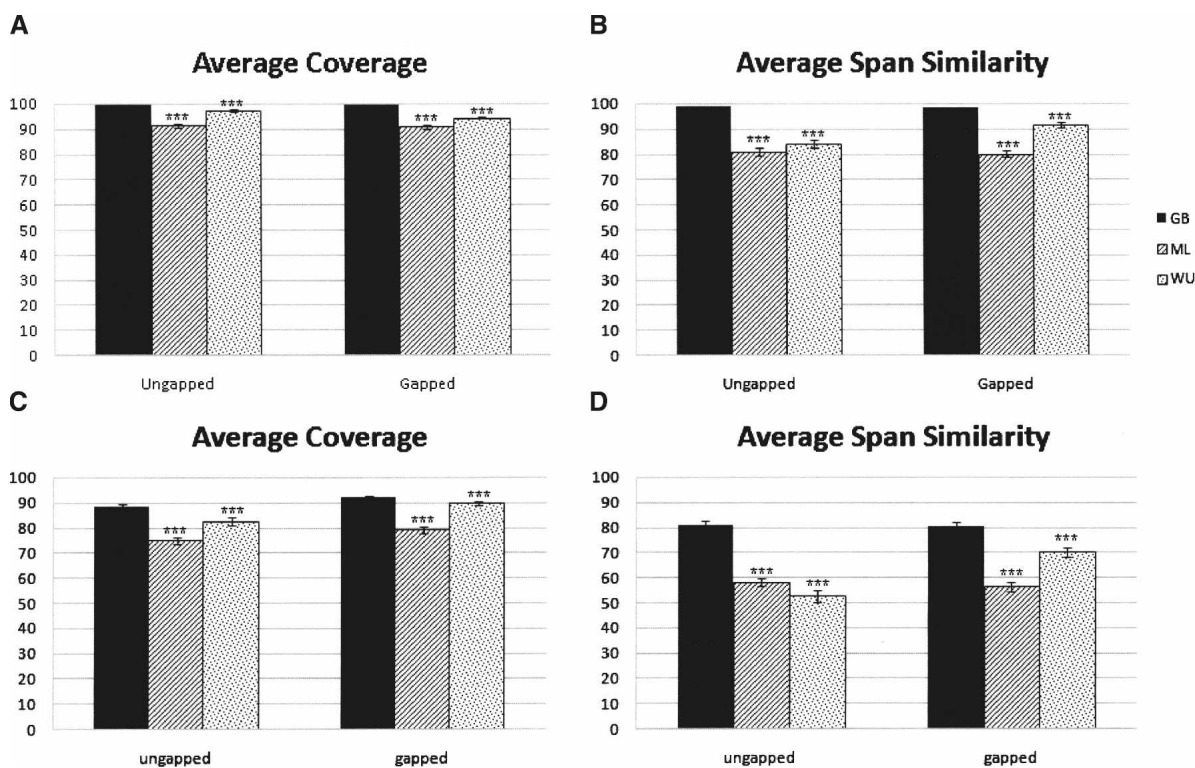 A
Average Coverage
100
90
80
70
60
50
40
30
20
10
0
*** *** *** ***
Ungapped Gapped
B
Average Span Similarity
100
90
80
70
60
50
40
30
20
10
0
*** *** *** ***
Ungapped Gapped
GB
ML
WU
C
Average Coverage
100
90
80
70
60
50
40
30
20
10
0
*** *** *** ***
ungapped gapped
D
Average Span Similarity
100
90
80
70
60
50
40
30
20
10
0
*** *** *** ***
ungapped gapped